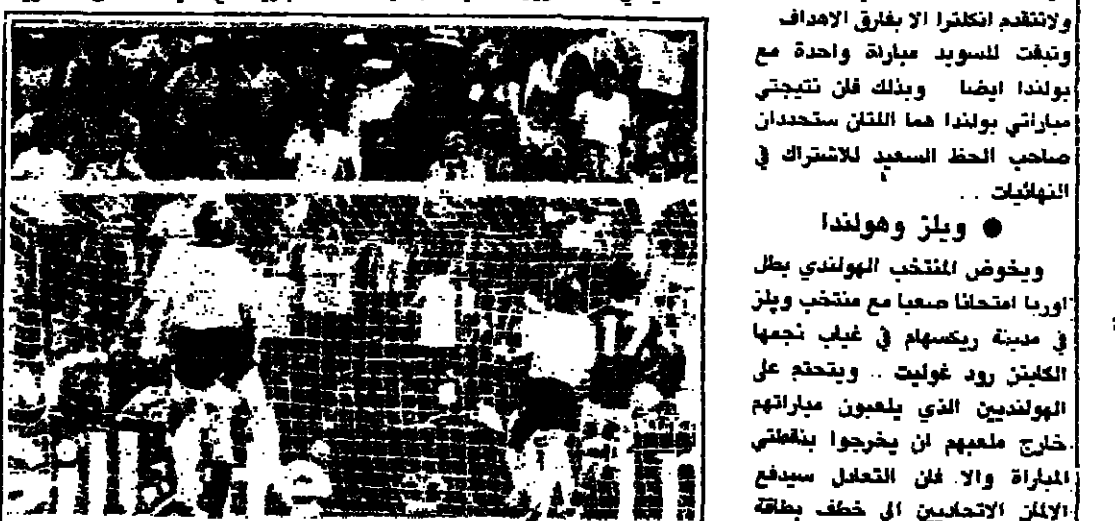 ولاتتقدم انكلترا الا بفارق الاهداف
وتبقت للسويد مباراة واحدة مع
بولندا ايضا وبذلك فان نتيجتي
مباراتي بولندا هما اللتان ستحددان
صاحب الحظ السعيد للاشتراك في
النهائيات . .
● ويلز وهولندا
ويخوض المنتخب الهولندي بطل
اوربا امتحانا صعبا مع منتخب ويلز
في مدينة ريكسهام في غياب نجمها
الكابتن رود غوليت .. ويتحتم على
الهولنديين الذي يلعبون مباراتهم
خارج ملعبهم ان يخرجوا بنقطتي
المباراة والا فان التعادل سيدفع
الالمان الاتحاديين الى خطف بطاقة